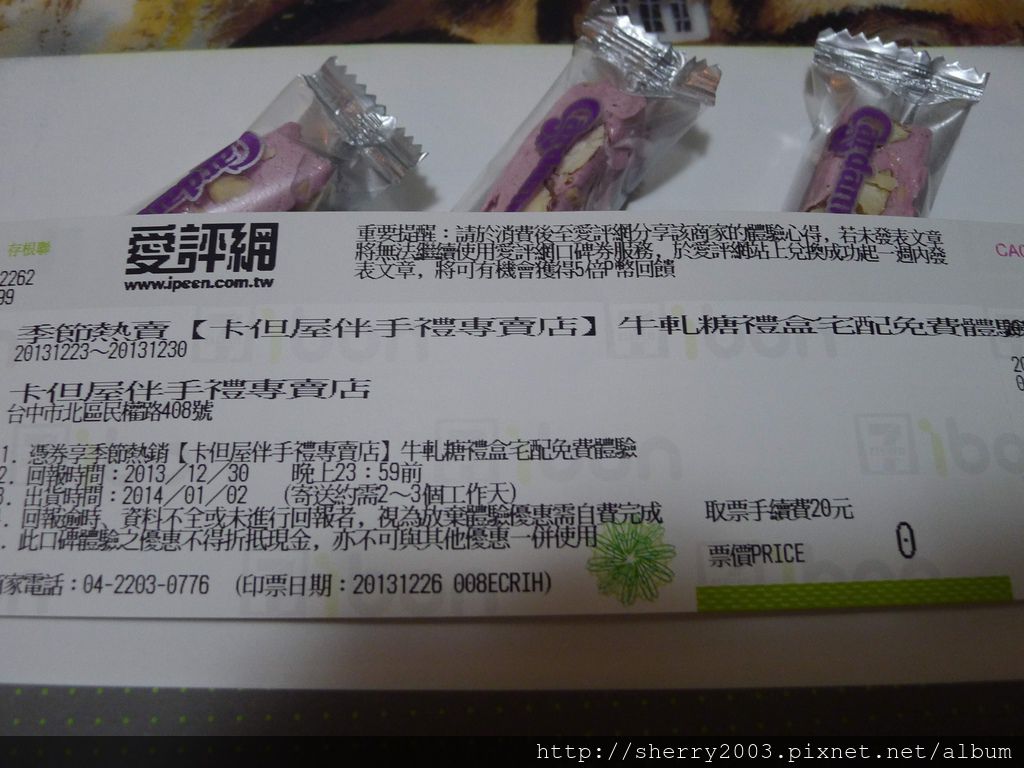 存根聯
2262
99
愛評網
www.ipeen.com.tw
重要提醒：請於消費後至愛評網分享該商家的體驗心得，若未發表文章
將無法繼續使用愛評網口碑券服務，於愛評網站上兌換成功起一週內發
表文章，將可有機會獲得5倍P幣回饋
季節熱賣【卡但屋伴手禮專賣店】牛軋糖禮盒宅配免費體驗
20131223～20131230
卡但屋伴手禮專賣店
台中市北區民權路408號
1. 憑券享季節熱銷【卡但屋伴手禮專賣店】牛軋糖禮盒宅配免費體驗
2. 回報時間：2013／12／30 晚上23：59前
3. 出貨時間：2014／01／02 （寄送約需2～3個工作天）
. 回報逾時、資料不全或未進行回報者，視為放棄體驗優惠需自費完成
. 此口碑體驗之優惠不得折抵現金，亦不可與其他優惠一併使用
家電話：04-2203-0776 （印票日期：20131226 008ECRIH）
取票手續費20元
票價PRICE 0
ibon
ibon
ibon
http://sherry2003.pixnet.net/album